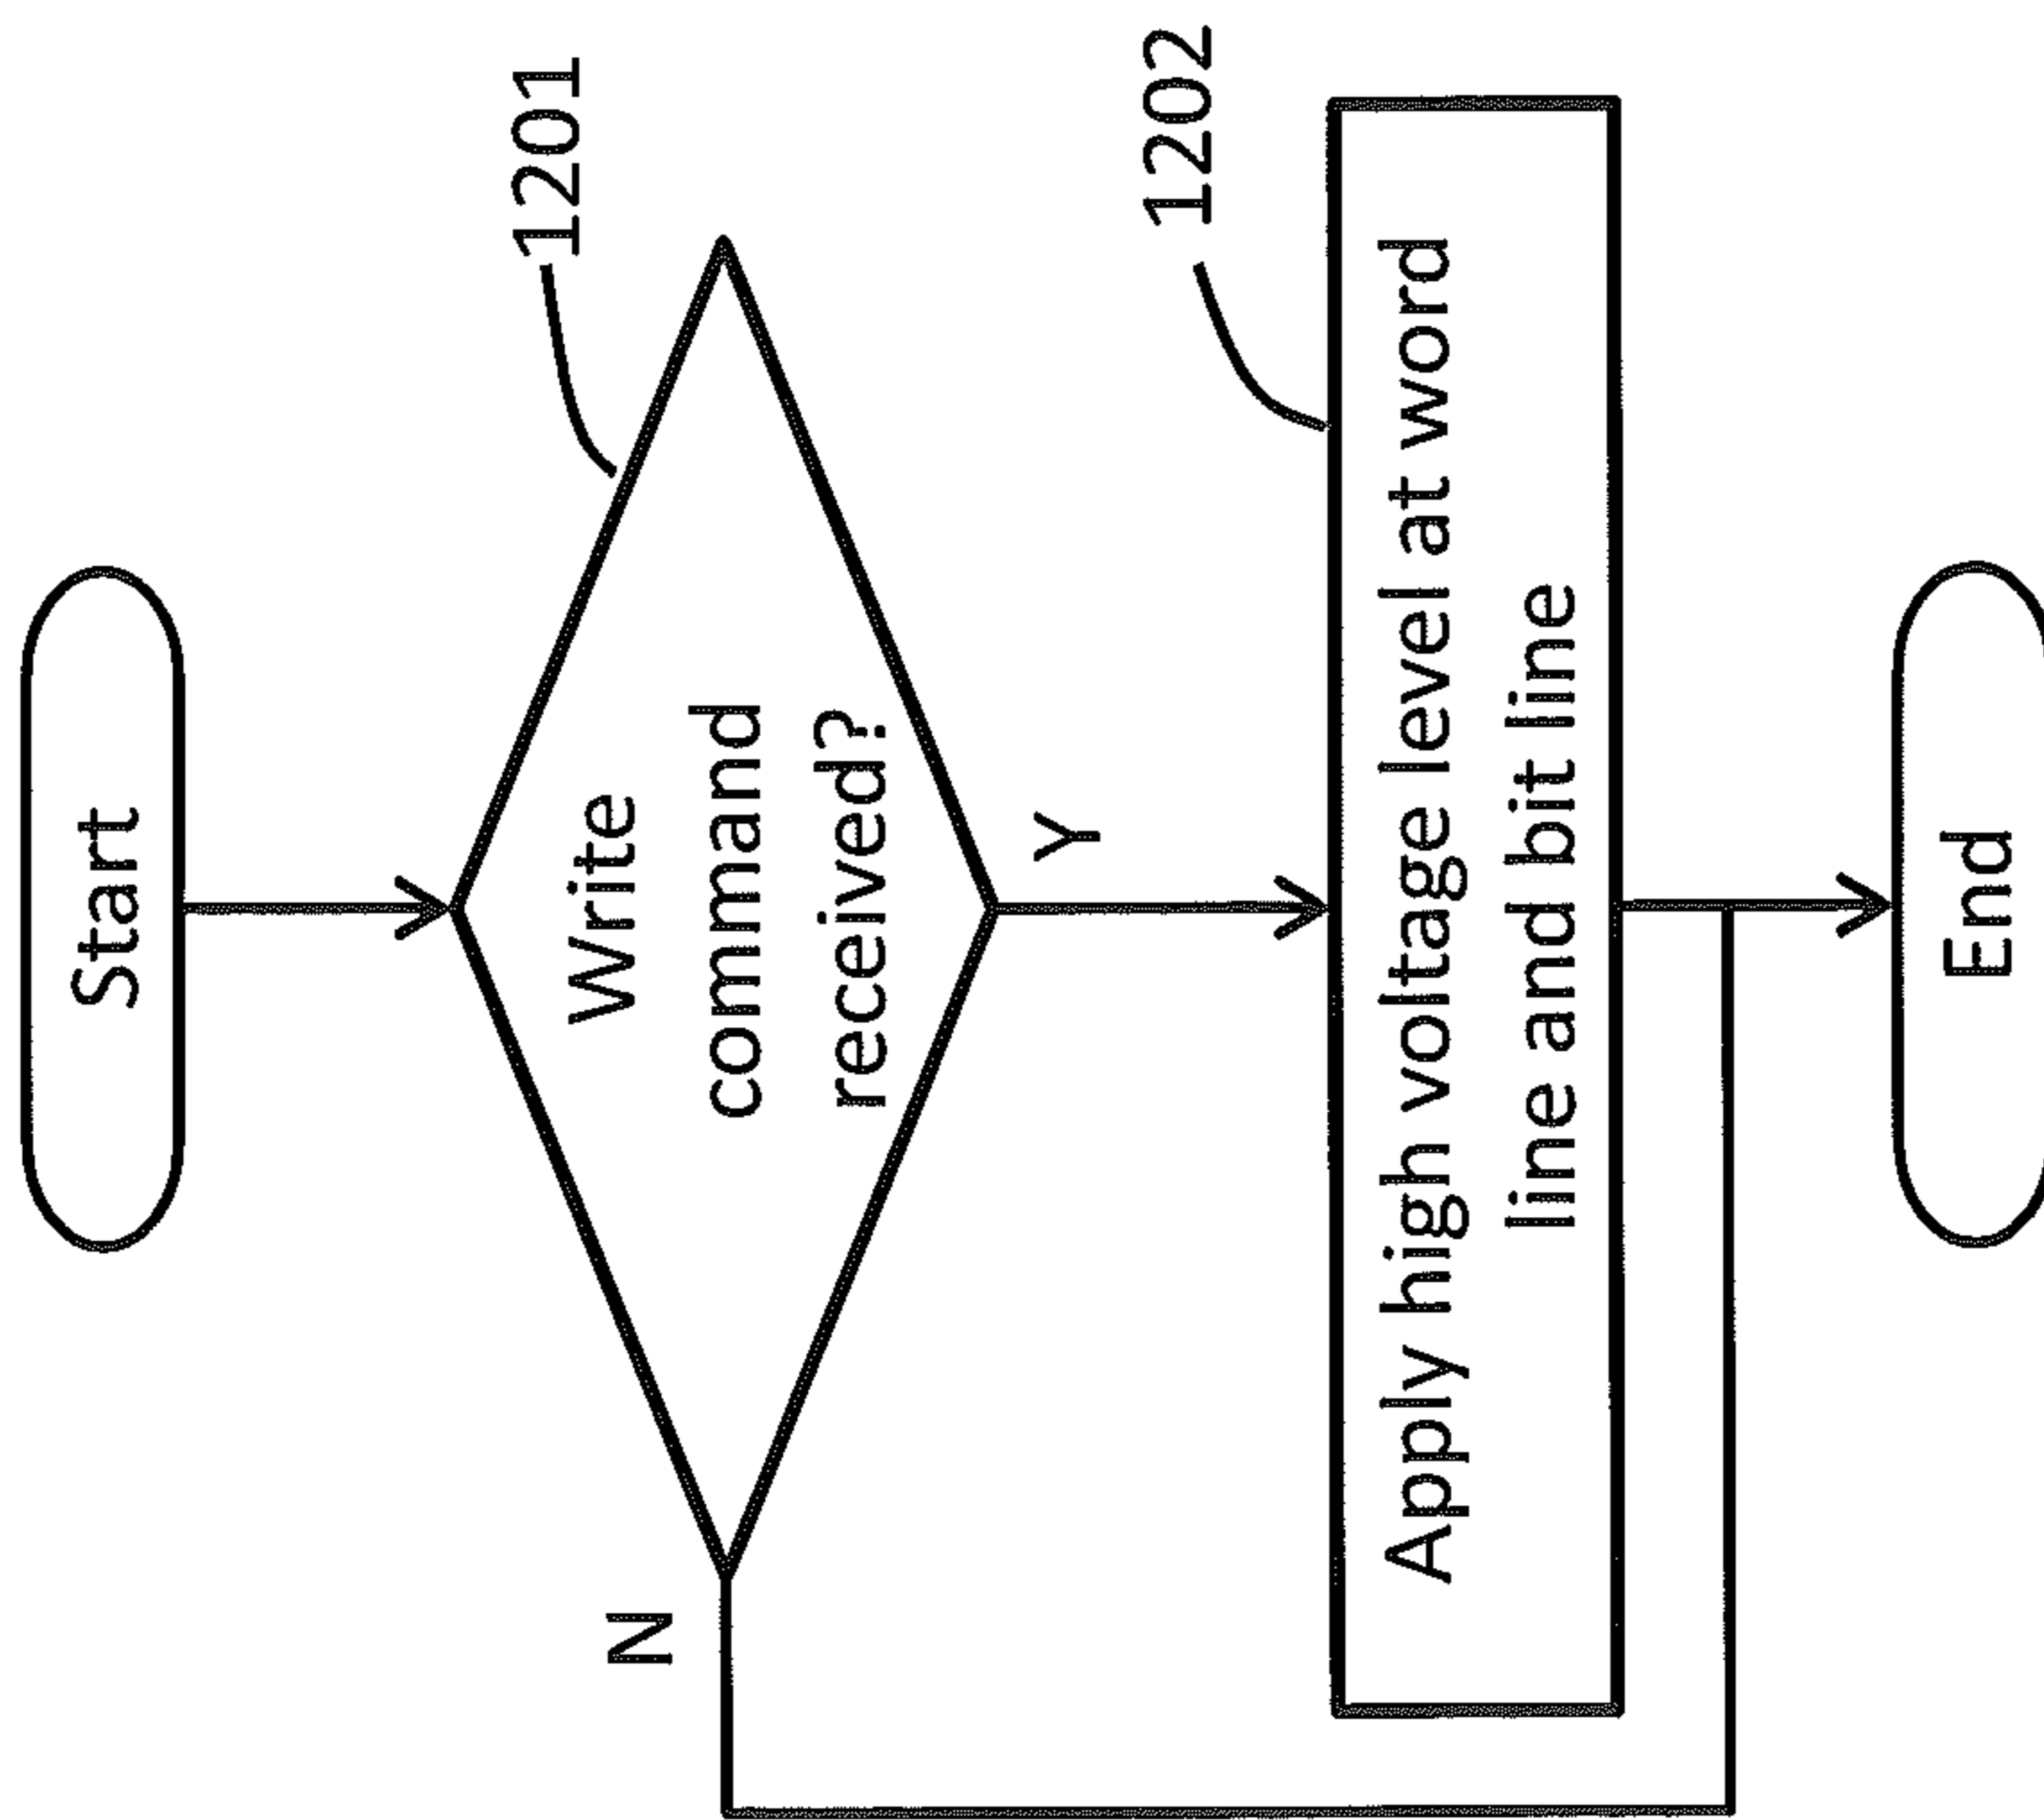 Start
1201
Write
command
received?
N
Y
1202
Apply high voltage level at word
line and bit line
End